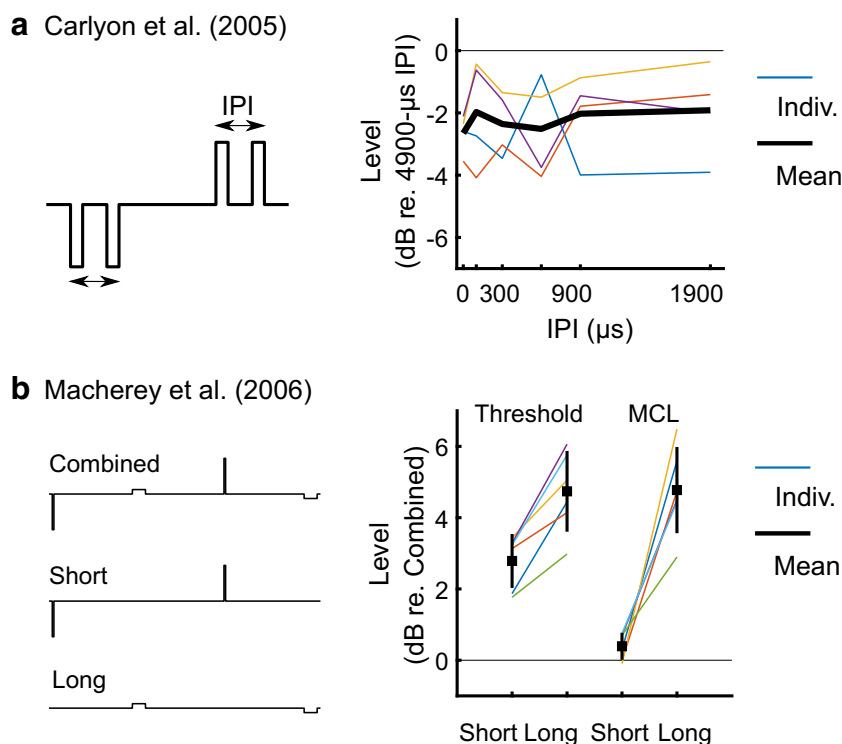 a Carlyon et al. (2005)
IPI
Level
(dB re. 4900-µs IPI)
0
-2
-4
-6
0 300 900 1900
IPI (µs)
Indiv.
Mean
b Macherey et al. (2006)
Combined
Short
Long
Level
(dB re. Combined)
6
4
2
0
Threshold MCL
Short Long Short Long
Indiv.
Mean